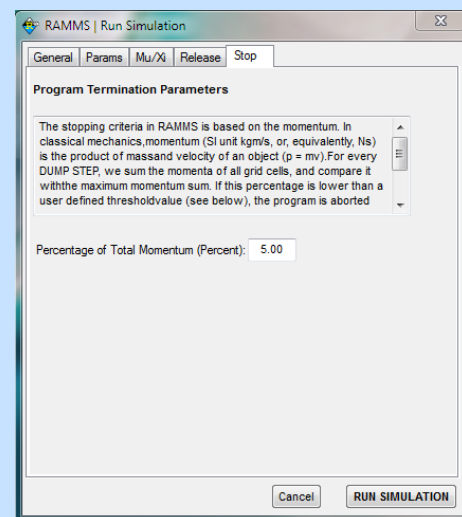 RAMMS | Run Simulation
General Params Mu/Xi Release Stop
Program Termination Parameters
The stopping criteria in RAMMS is based on the momentum. In
classical mechanics,momentum (SI unit kgm/s, or, equivalently, Ns)
is the product of massand velocity of an object (p = mv).For every
DUMP STEP, we sum the momenta of all grid cells, and compare it
withthe maximum momentum sum. If this percentage is lower than a
user defined thresholdvalue (see below), the program is aborted
Percentage of Total Momentum (Percent): 5.00
Cancel RUN SIMULATION